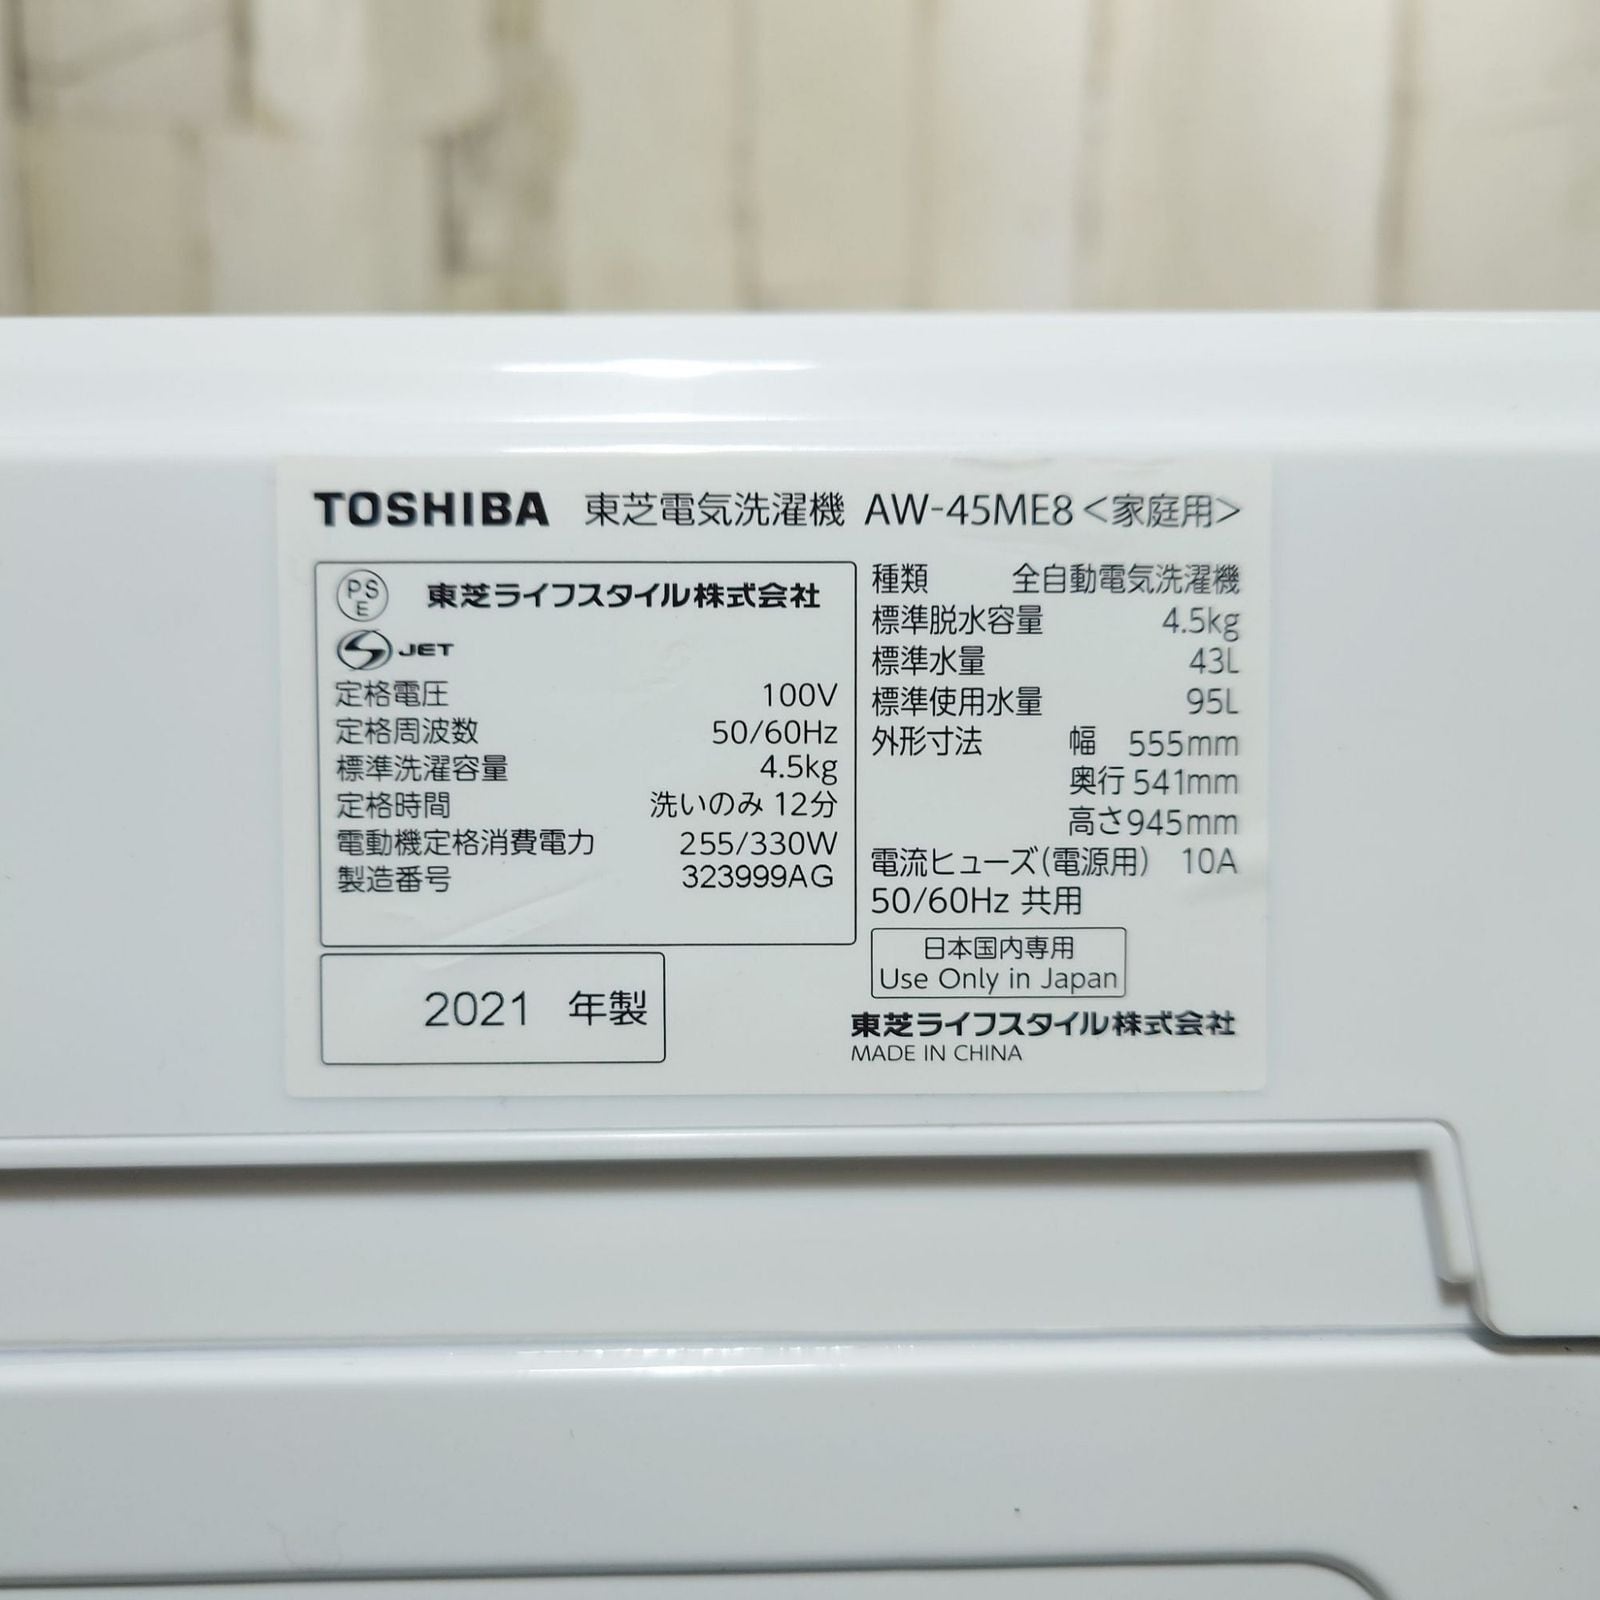 TOSHIBA 東芝電気洗濯機 AW-45ME8<家庭用>
PSE 東芝ライフスタイル株式会社
S JET
定格電圧 100V
定格周波数 50/60Hz
標準洗濯容量 4.5kg
定格時間 洗いのみ 12分
電動機定格消費電力 255/330W
製造番号 323999AG
2021 年製
種類 全自動電気洗濯機
標準脱水容量 4.5kg
標準水量 43L
標準使用水量 95L
外形寸法 幅 555mm
奥行 541mm
高さ 945mm
電流ヒューズ(電源用) 10A
50/60Hz 共用
日本国内専用
Use Only in Japan
東芝ライフスタイル株式会社
MADE IN CHINA